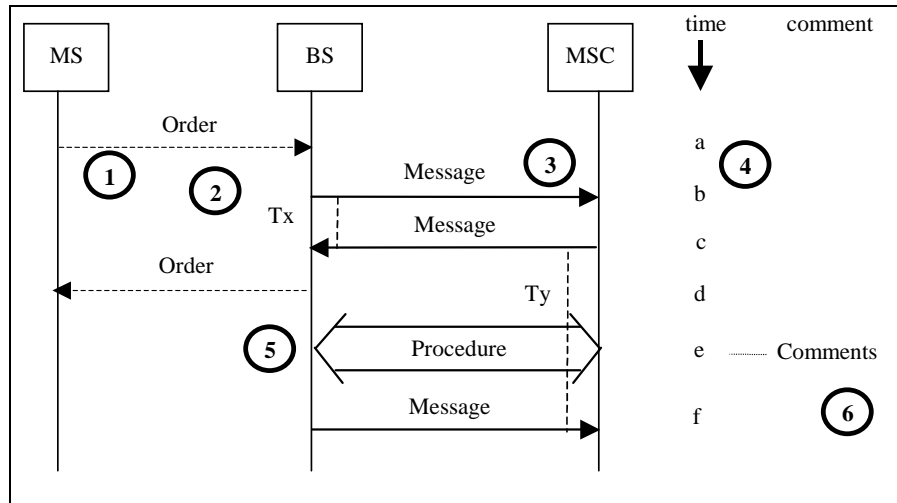 time comment
MS BS MSC
Order
a
1 3 4
Message
2
b
Tx
Message
c
Order
Ty d
5 Procedure e Comments
Message f 6